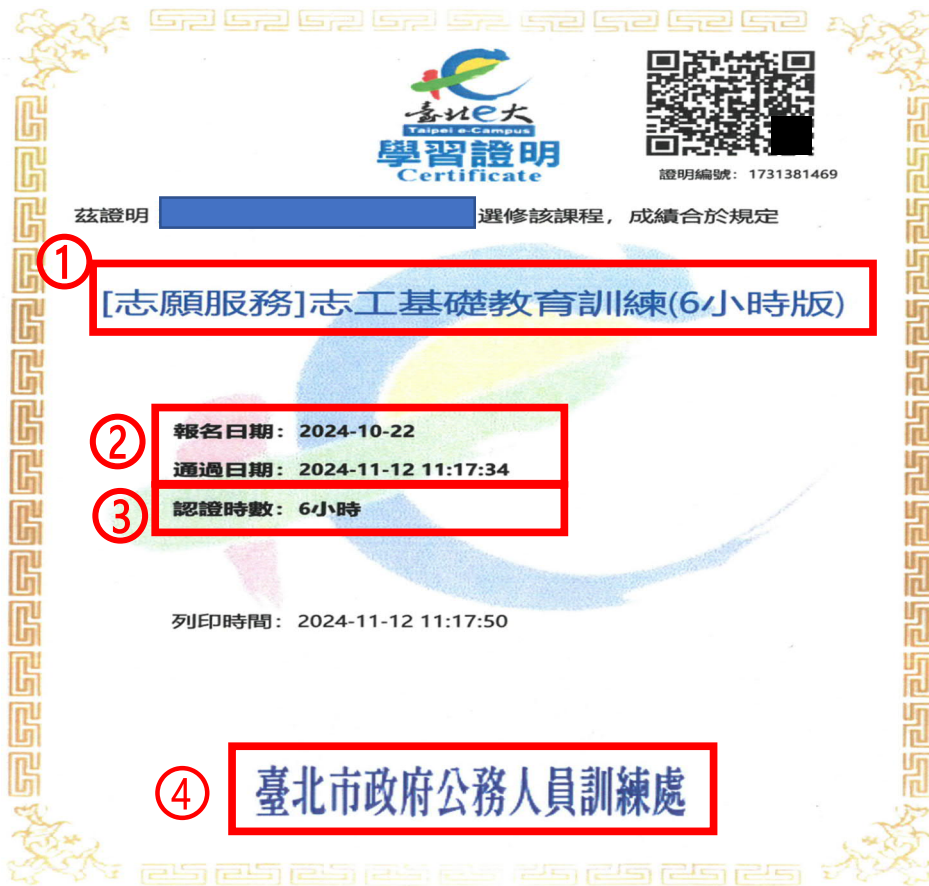 臺北e大
Taipei e-Campus
學習證明
Certificate
證明編號：1731381469
茲證明 選修該課程，成績合於規定
①
[志願服務]志工基礎教育訓練(6小時版)
②
報名日期：2024-10-22
通過日期：2024-11-12 11:17:34
③
認證時數：6小時
列印時間：2024-11-12 11:17:50
④
臺北市政府公務人員訓練處